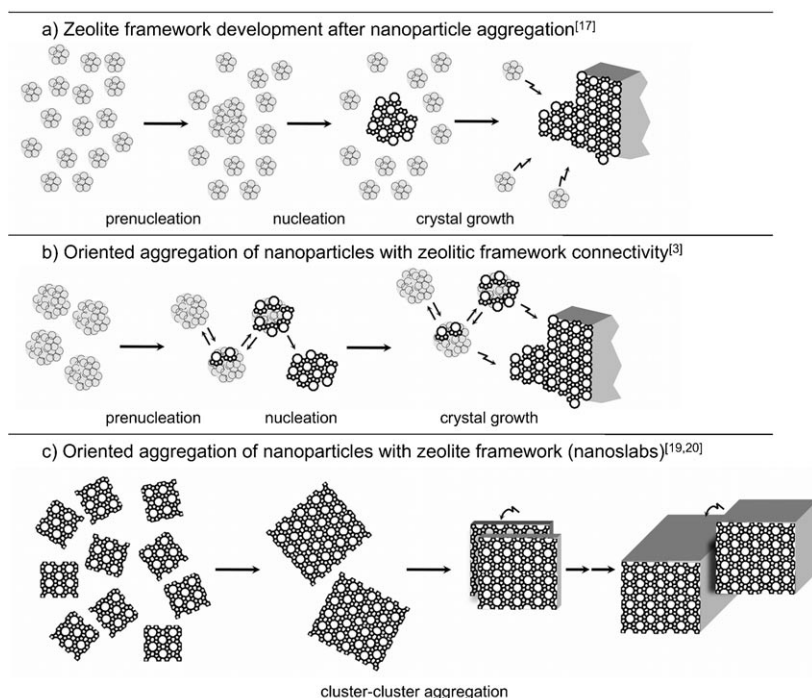 a) Zeolite framework development after nanoparticle aggregation[17]
prenucleation nucleation crystal growth
b) Oriented aggregation of nanoparticles with zeolitic framework connectivity[3]
prenucleation nucleation crystal growth
c) Oriented aggregation of nanoparticles with zeolite framework (nanoslabs)[19,20]
cluster-cluster aggregation